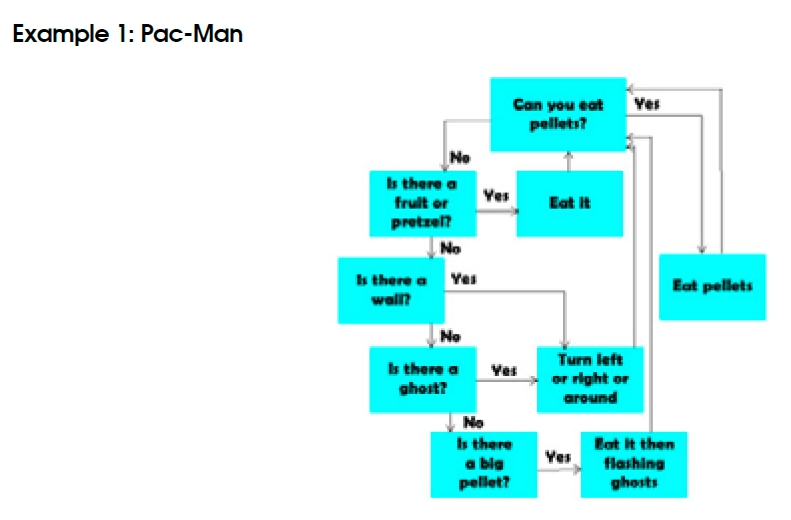 Example 1: Pac-Man
Can you eat
pellets?
Yes
No
Is there a
fruit or
pretzel?
Yes
Eat it
No
Is there a
wall?
Yes
Eat pellets
No
Is there a
ghost?
Yes
Turn left
or right or
around
No
Is there
a big
pellet?
Yes
Eat it then
flashing
ghosts